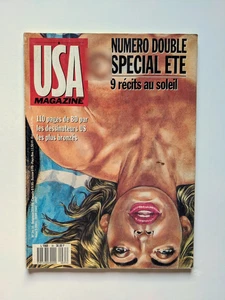 USA
MAGAZINE
NUMERO DOUBLE
SPECIAL ETE
9 récits au soleil
110 pages de BD par
les dessinateurs US
les plus bronzés